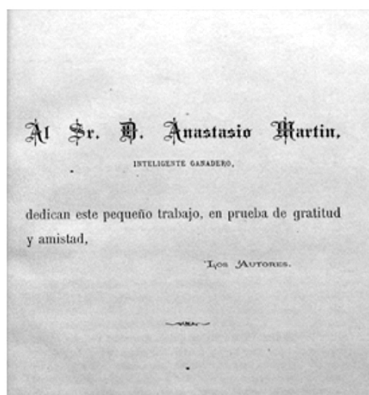 Al Sr. D. Anastasio Martin,
INTELIGENTE GANADERO,
dedican este pequeño trabajo, en prueba de gratitud
y amistad,
LOS AUTORES.